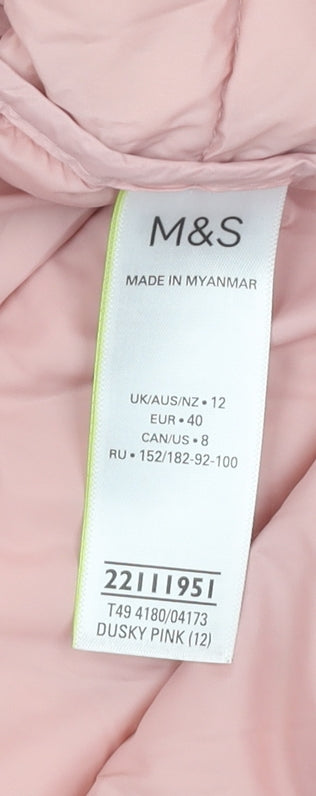 M&S
MADE IN MYANMAR
UK/AUS/NZ • 12
EUR • 40
CAN/US • 8
RU • 152/182-92-100
22111951
T49 4180/04173
DUSKY PINK (12)